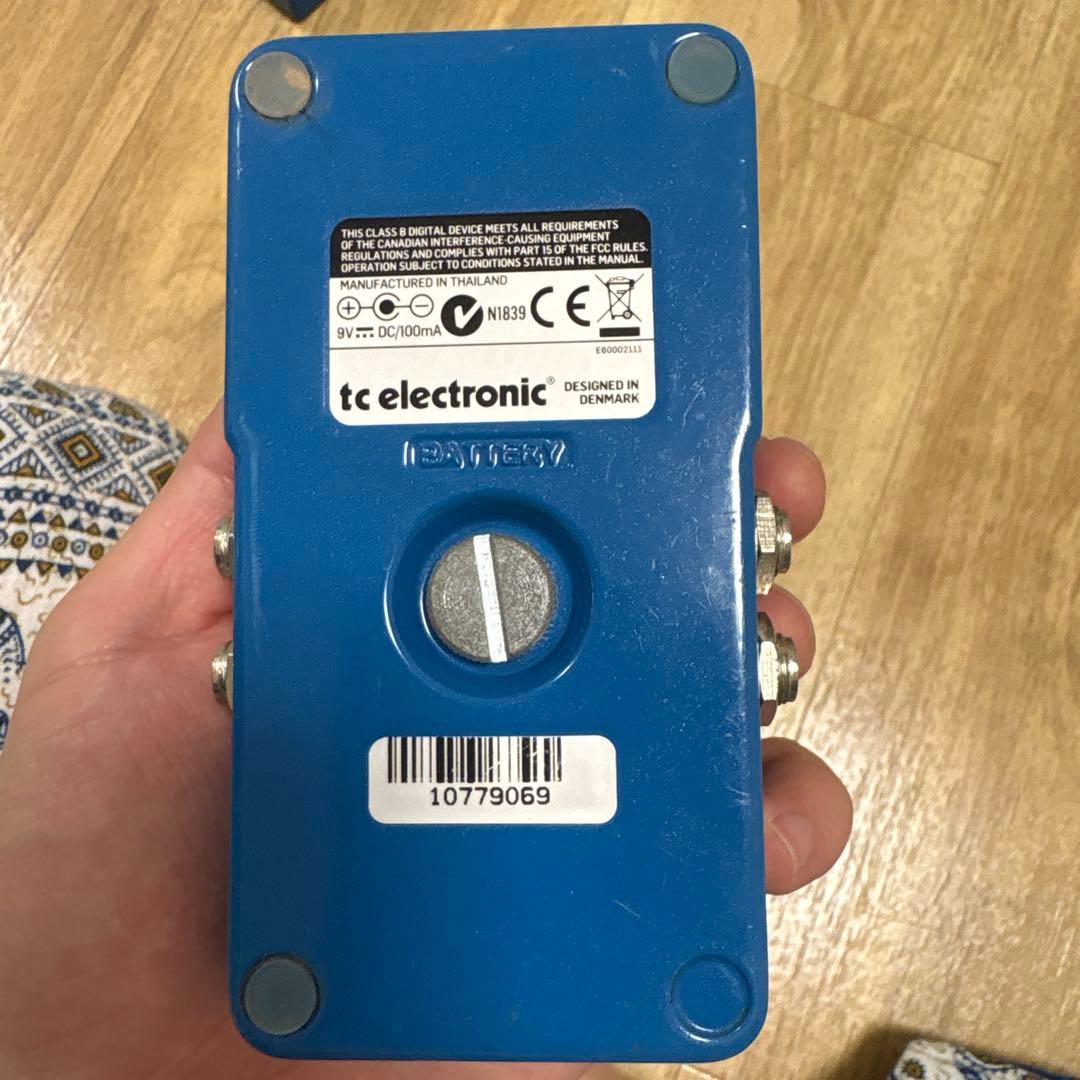 THIS CLASS B DIGITAL DEVICE MEETS ALL REQUIREMENTS
OF THE CANADIAN INTERFERENCE-CAUSING EQUIPMENT
REGULATIONS AND COMPLIES WITH PART 15 OF THE FCC RULES.
OPERATION SUBJECT TO CONDITIONS STATED IN THE MANUAL.
MANUFACTURED IN THAILAND
N1839 CE
9V DC/100mA
E60002111
tc electronic® DESIGNED IN
DENMARK
BATTERY
10779069